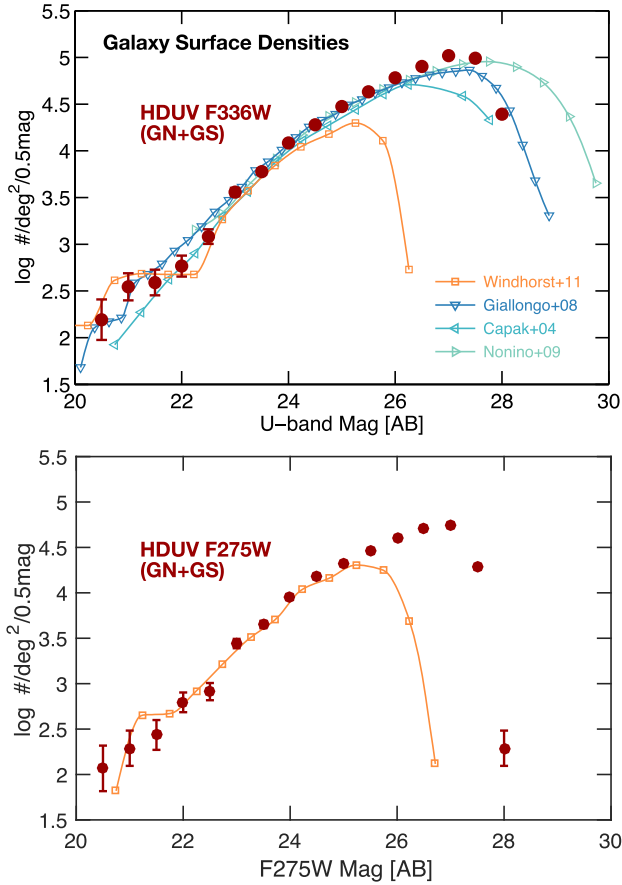 Galaxy Surface Densities
HDUV F336W
(GN+GS)
Windhorst+11
Giallongo+08
Capak+04
Nonino+09
log #/deg²/0.5mag
5.5
5
4.5
4
3.5
3
2.5
2
1.5
20 22 24 26 28 30
U−band Mag [AB]
HDUV F275W
(GN+GS)
log #/deg²/0.5mag
5.5
5
4.5
4
3.5
3
2.5
2
1.5
20 22 24 26 28 30
F275W Mag [AB]